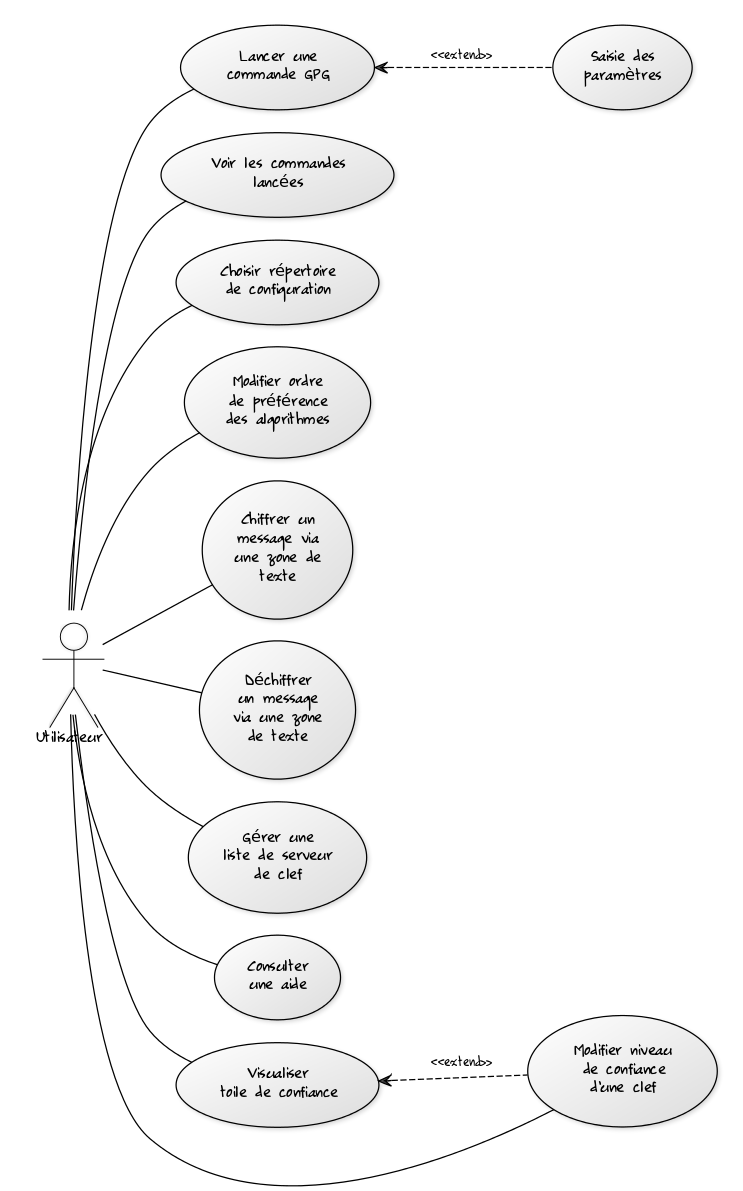 Lancer une
commande GPG
<<extend>>
Saisie des
paramètres
Voir les commandes
lancées
Choisir répertoire
de configuration
Modifier ordre
de préférence
des algorithmes
Chiffrer un
message via
une zone de
texte
Utilisateur
Déchiffrer
un message
via une zone
de texte
Gérer une
liste de serveur
de clef
Consulter
une aide
Visualiser
toile de confiance
<<extend>>
Modifier niveau
de confiance
d'une clef